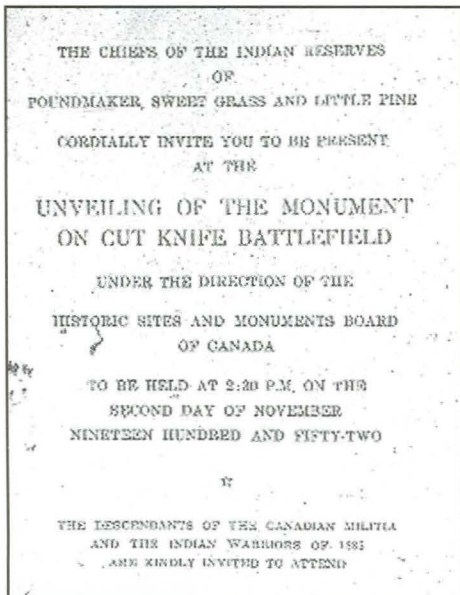 THE CHIEFS OF THE INDIAN RESERVES
OF
POUNDMAKER, SWEET GRASS AND LITTLE PINE
CORDIALLY INVITE YOU TO BE PRESENT
AT THE
UNVEILING OF THE MONUMENT
ON CUT KNIFE BATTLEFIELD
UNDER THE DIRECTION OF THE
HISTORIC SITES AND MONUMENTS BOARD
OF CANADA
TO BE HELD AT 2:30 P.M. ON THE
SECOND DAY OF NOVEMBER
NINETEEN HUNDRED AND FIFTY-TWO
THE DESCENDANTS OF THE CANADIAN MILITIA
AND THE INDIAN WARRIORS OF 1885
ARE KINDLY INVITED TO ATTEND